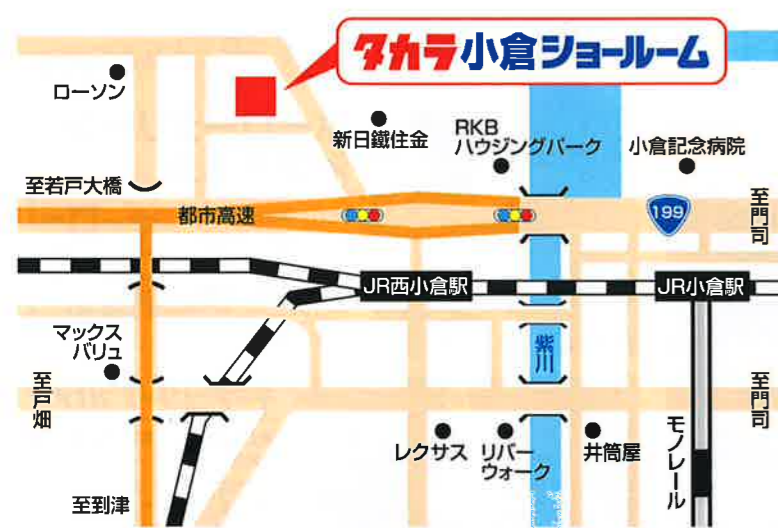 タカラ小倉ショールーム
ローソン
新日鐵住金
RKB
ハウジングパーク
小倉記念病院
至若戸大橋
都市高速
199
至門司
JR西小倉駅
JR小倉駅
マックス
バリュ
紫川
至戸畑
至門司
レクサス
リバー
ウォーク
井筒屋
モノレール
至到津